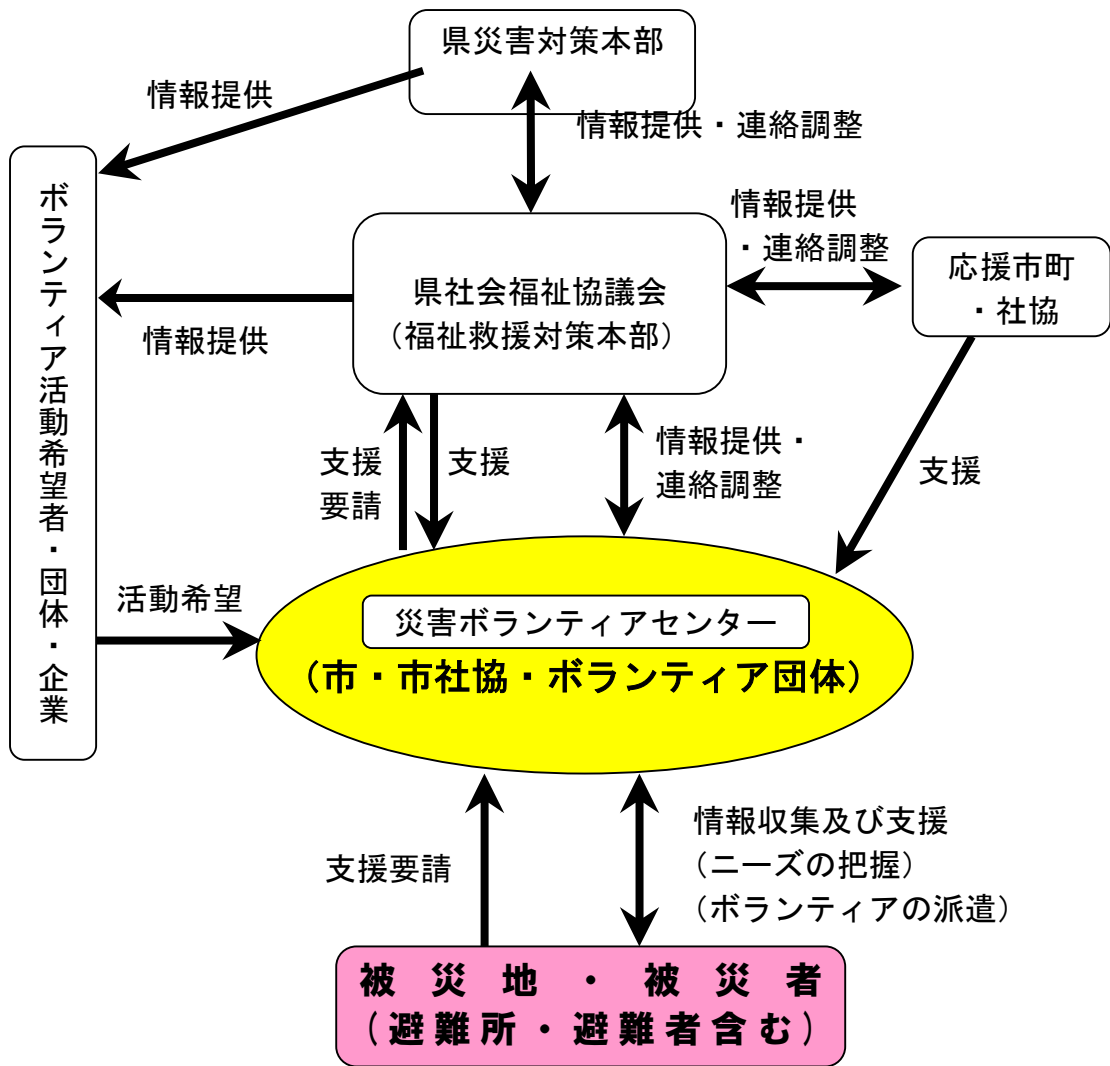 県災害対策本部
情報提供
情報提供・連絡調整
ボランティア活動希望者・団体・企業
情報提供
・連絡調整
応援市町
・社協
県社会福祉協議会
（福祉救援対策本部）
情報提供
支援
要請
支援
情報提供・
連絡調整
支援
活動希望
災害ボランティアセンター
（市・市社協・ボランティア団体）
支援要請
情報収集及び支援
（ニーズの把握）
（ボランティアの派遣）
被災地・被災者
（避難所・避難者含む）